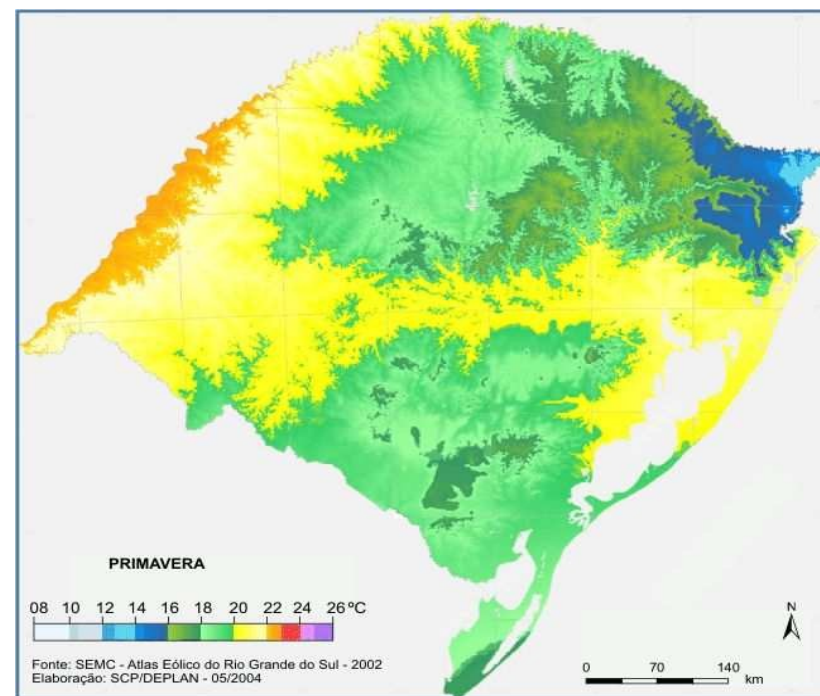 PRIMAVERA
08 10 12 14 16 18 20 22 24 26 ºC
Fonte: SEMC - Atlas Eólico do Rio Grande do Sul - 2002
Elaboração: SCP/DEPLAN - 05/2004
N
0 70 140
km